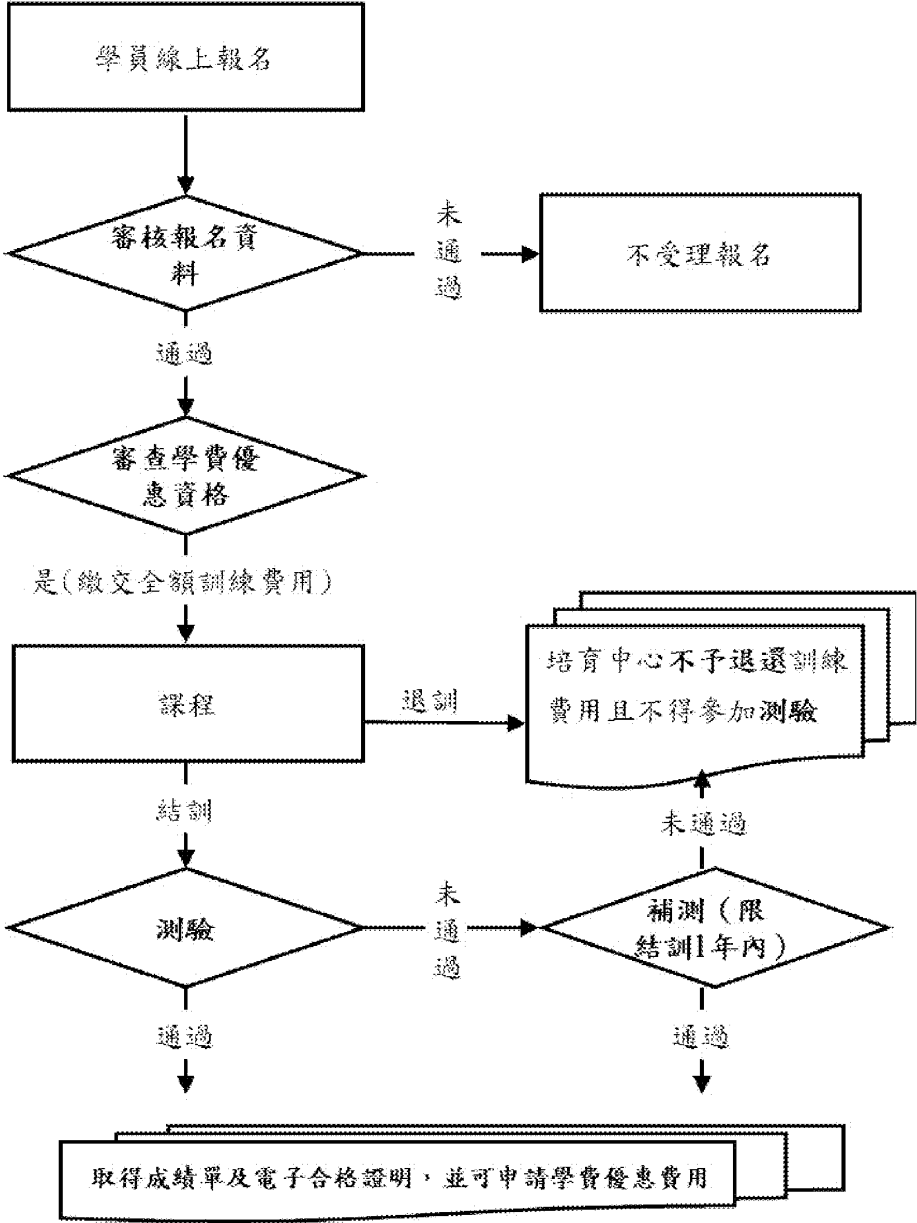 學員線上報名
審核報名資
料
未
通
過
不受理報名
通過
審查學費優
惠資格
是(繳交全額訓練費用)
課程
退訓
培育中心不予退還訓練
費用且不得參加測驗
結訓
未通過
測驗
未
通
過
補測(限
結訓1年內)
通過
通過
取得成績單及電子合格證明,並可申請學費優惠費用